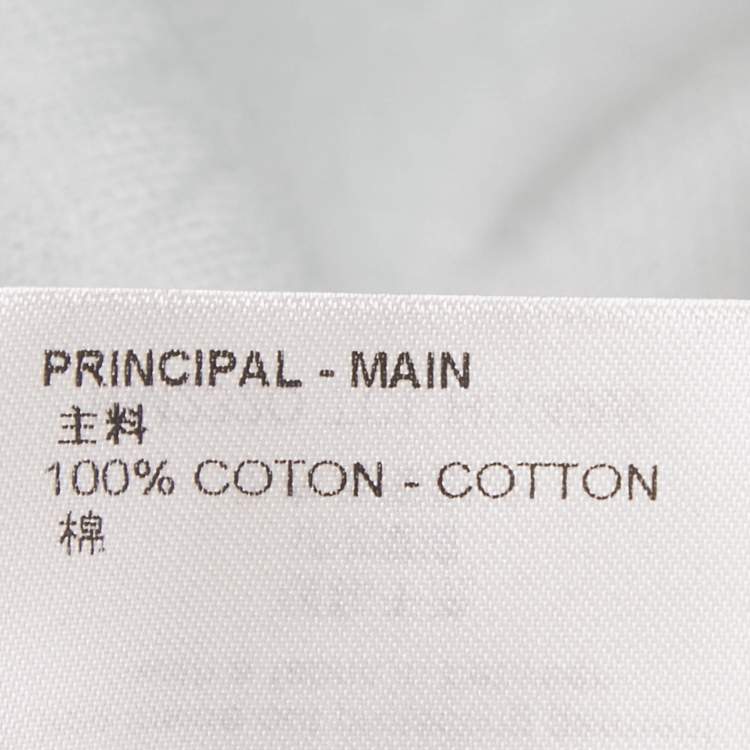 PRINCIPAL - MAIN
主料
100% COTON - COTTON
棉